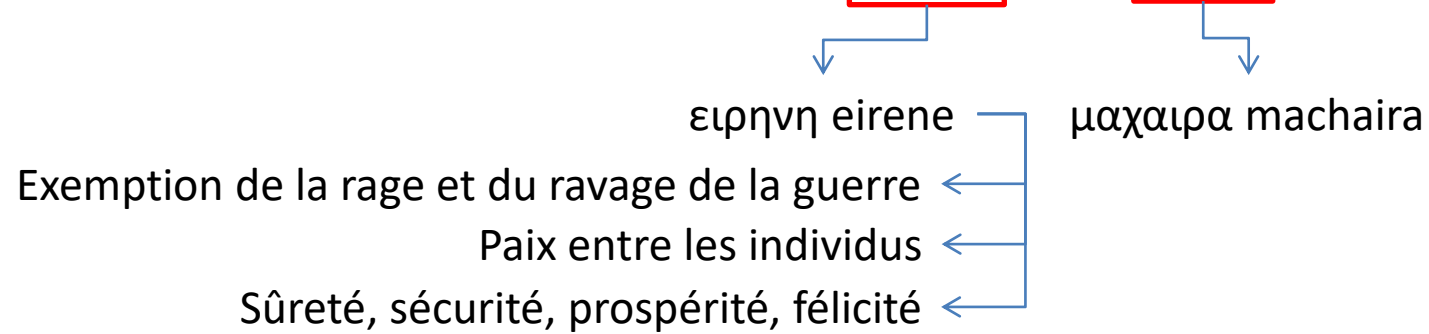 ειρηνη eirene μαχαιρα machaira
Exemption de la rage et du ravage de la guerre
Paix entre les individus
Sûreté, sécurité, prospérité, félicité